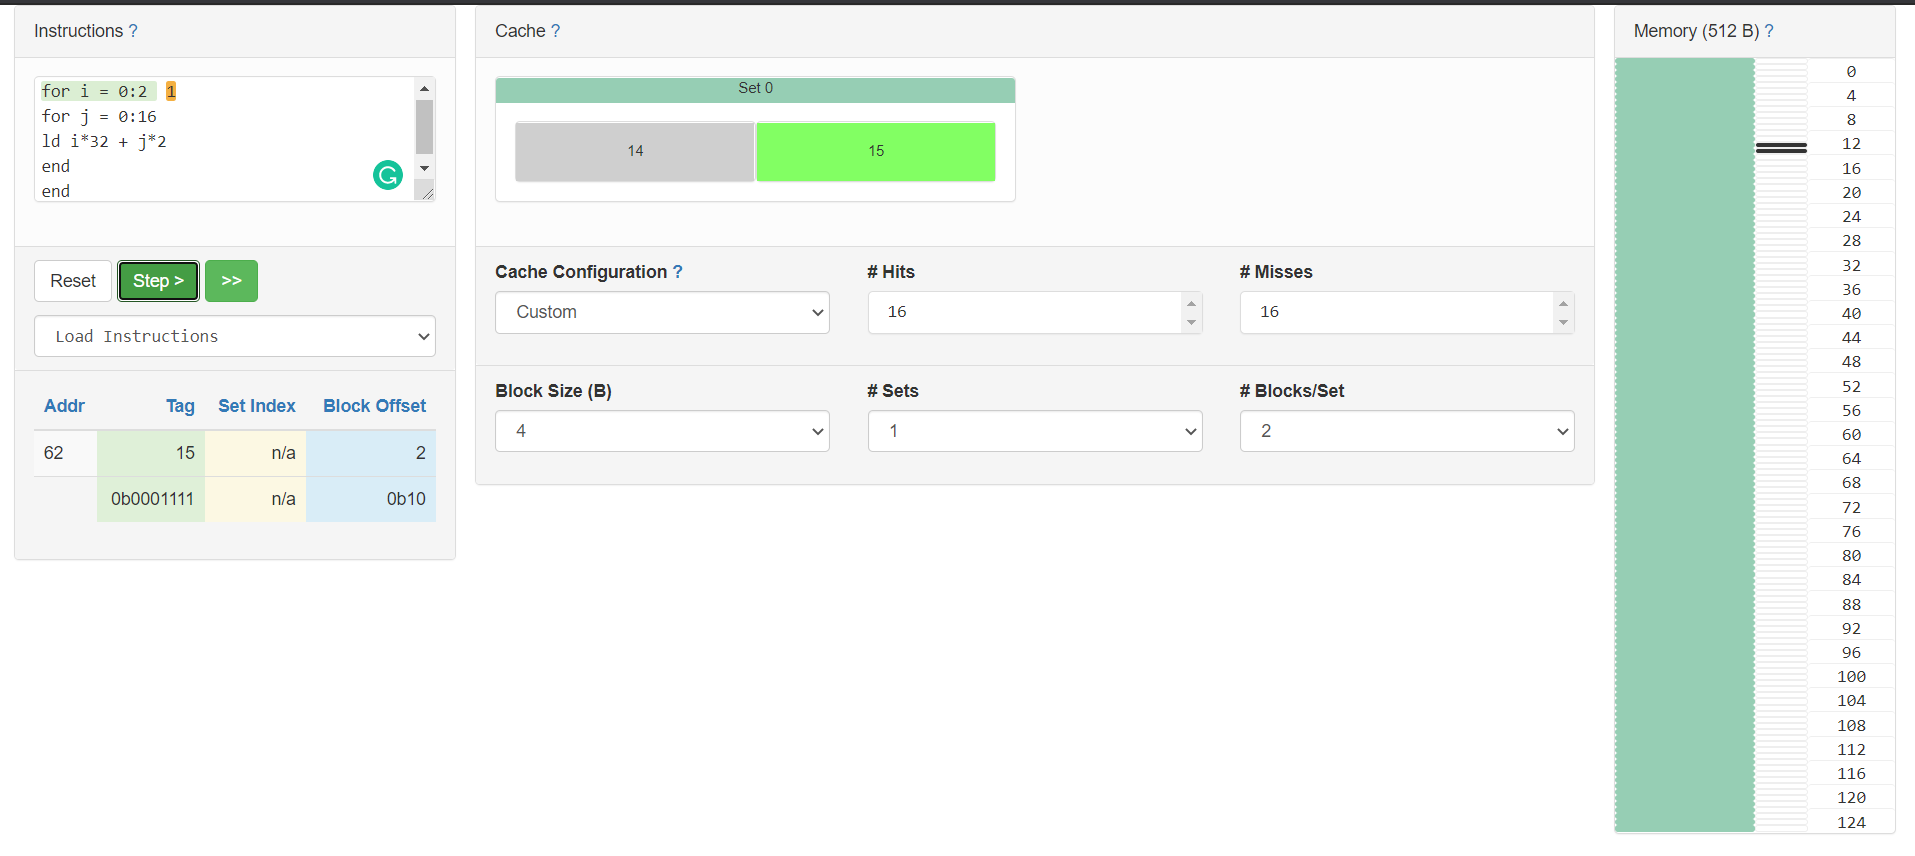 Instructions ?
for i = 0:2 1
for j = 0:16
ld i*32 + j*2
end
end
Reset
Step >
>>
Load Instructions
Addr Tag Set Index Block Offset
62 15 n/a 2
0b0001111 n/a 0b10
Cache ?
Set 0
14 15
Cache Configuration ? # Hits # Misses
Custom 16 16
Block Size (B) # Sets # Blocks/Set
4 1 2
Memory (512 B) ?
0
4
8
12
16
20
24
28
32
36
40
44
48
52
56
60
64
68
72
76
80
84
88
92
96
100
104
108
112
116
120
124